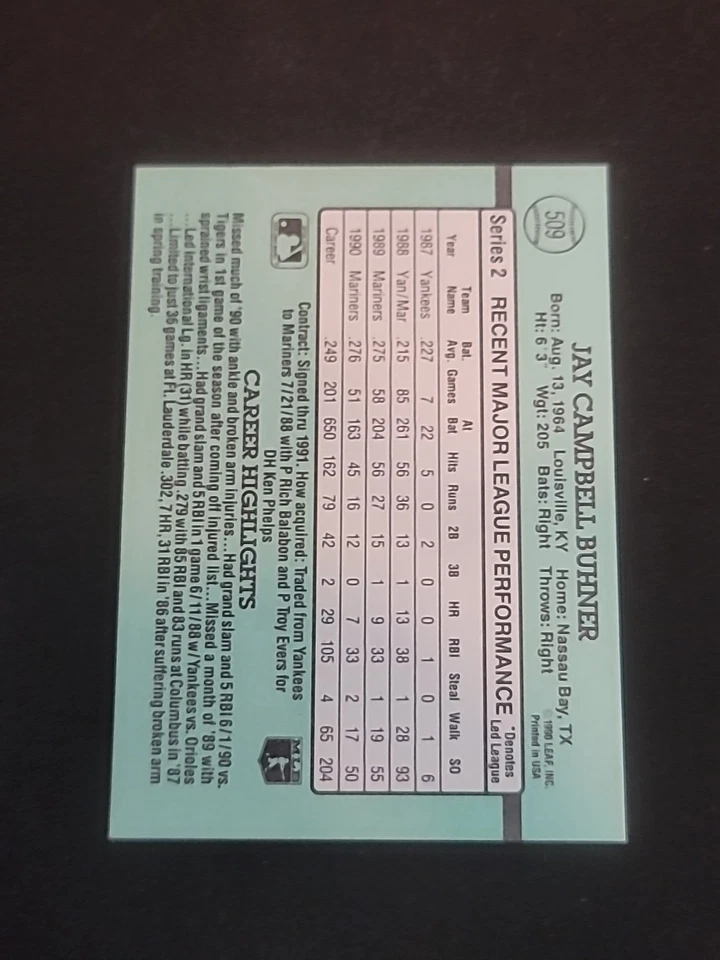 509
JAY CAMPBELL BUHNER
Born: Aug. 13, 1964 Louisville, KY Home: Nassau Bay, TX
Ht: 6' 3" Wgt: 205 Bats: Right Throws: Right
© 1990 LEAF, INC.
Printed in USA
Series 2 RECENT MAJOR LEAGUE PERFORMANCE *Denotes Led League
Year Team Name Bat. Avg. Games At Bat Hits Runs 2B 3B HR RBI Steal Walk SO
1987 Yankees .227 7 22 5 0 2 0 0 1 0 1 6
1988 Yan/Mar .215 85 261 56 36 13 1 13 38 1 28 93
1989 Mariners .275 58 204 56 27 15 1 9 33 1 19 55
1990 Mariners .276 51 163 45 16 12 0 7 33 2 17 50
Career .249 201 650 162 79 42 2 29 105 4 65 204
Contract: Signed thru 1991. How acquired: Traded from Yankees
to Mariners 7/21/88 with P Rich Balabon and P Troy Evers for
DH Ken Phelps
MLB
CAREER HIGHLIGHTS
Missed much of '90 with ankle and broken arm injuries...Had grand slam and 5 RBI 6/1/90 vs.
Tigers in 1st game of the season after coming off injured list...Missed a month of '89 with
sprained wrist ligaments...Had grand slam and 5 RBI in 1 game 6/11/88 w/Yankees vs. Orioles
...Led International Lg. in HR (31) while batting .279 with 85 RBI and 83 runs at Columbus in '87
...Limited to just 36 games at Ft. Lauderdale .302, 7 HR, 31 RBI in '86 after suffering broken arm
in spring training.